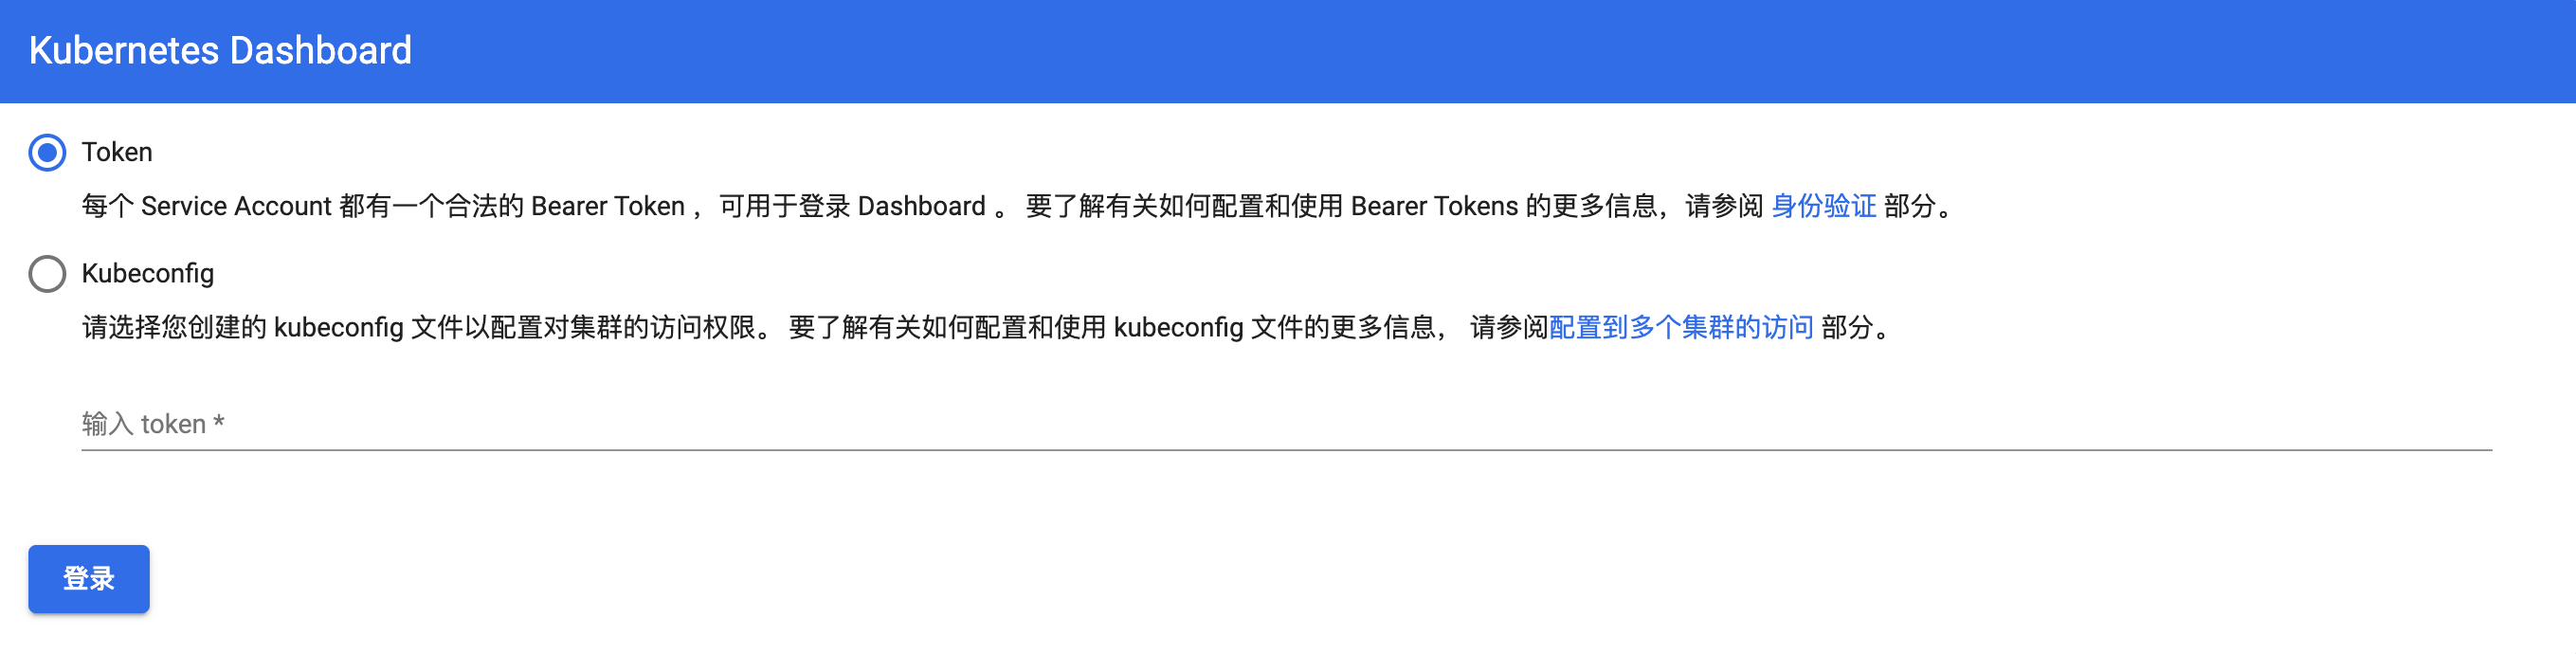 Kubernetes Dashboard
Token
每个 Service Account 都有一个合法的 Bearer Token ，可用于登录 Dashboard 。 要了解有关如何配置和使用 Bearer Tokens 的更多信息，请参阅 身份验证 部分。
Kubeconfig
请选择您创建的 kubeconfig 文件以配置对集群的访问权限。 要了解有关如何配置和使用 kubeconfig 文件的更多信息， 请参阅配置到多个集群的访问 部分。
输入 token *
登录